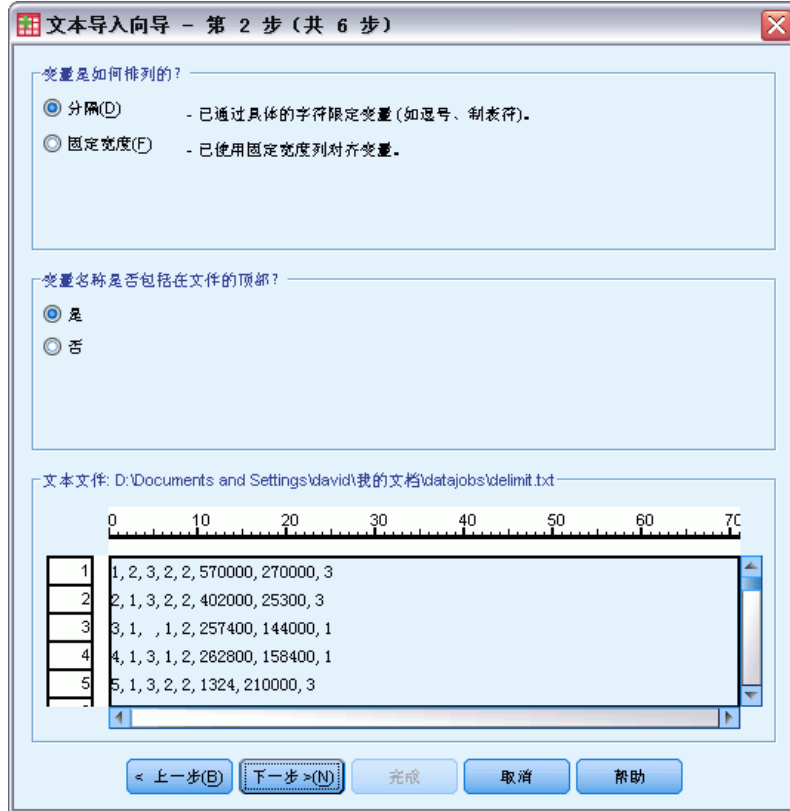 文本导入向导 - 第 2 步(共 6 步)
变量是如何排列的?
分隔(D) - 已通过具体的字符限定变量(如逗号、制表符)。
固定宽度(F) - 已使用固定宽度列对齐变量。
变量名称是否包括在文件的顶部?
是
否
文本文件: D:\Documents and Settings\david\我的文档\datajobs\delimit.txt
0 10 20 30 40 50 60 70
1 1, 2, 3, 2, 2, 570000, 270000, 3
2 2, 1, 3, 2, 2, 402000, 25300, 3
3 3, 1, , 1, 2, 257400, 144000, 1
4 4, 1, 3, 1, 2, 262800, 158400, 1
5 5, 1, 3, 2, 2, 1324, 210000, 3
< 上一步(B) 下一步 >(N) 完成 取消 帮助